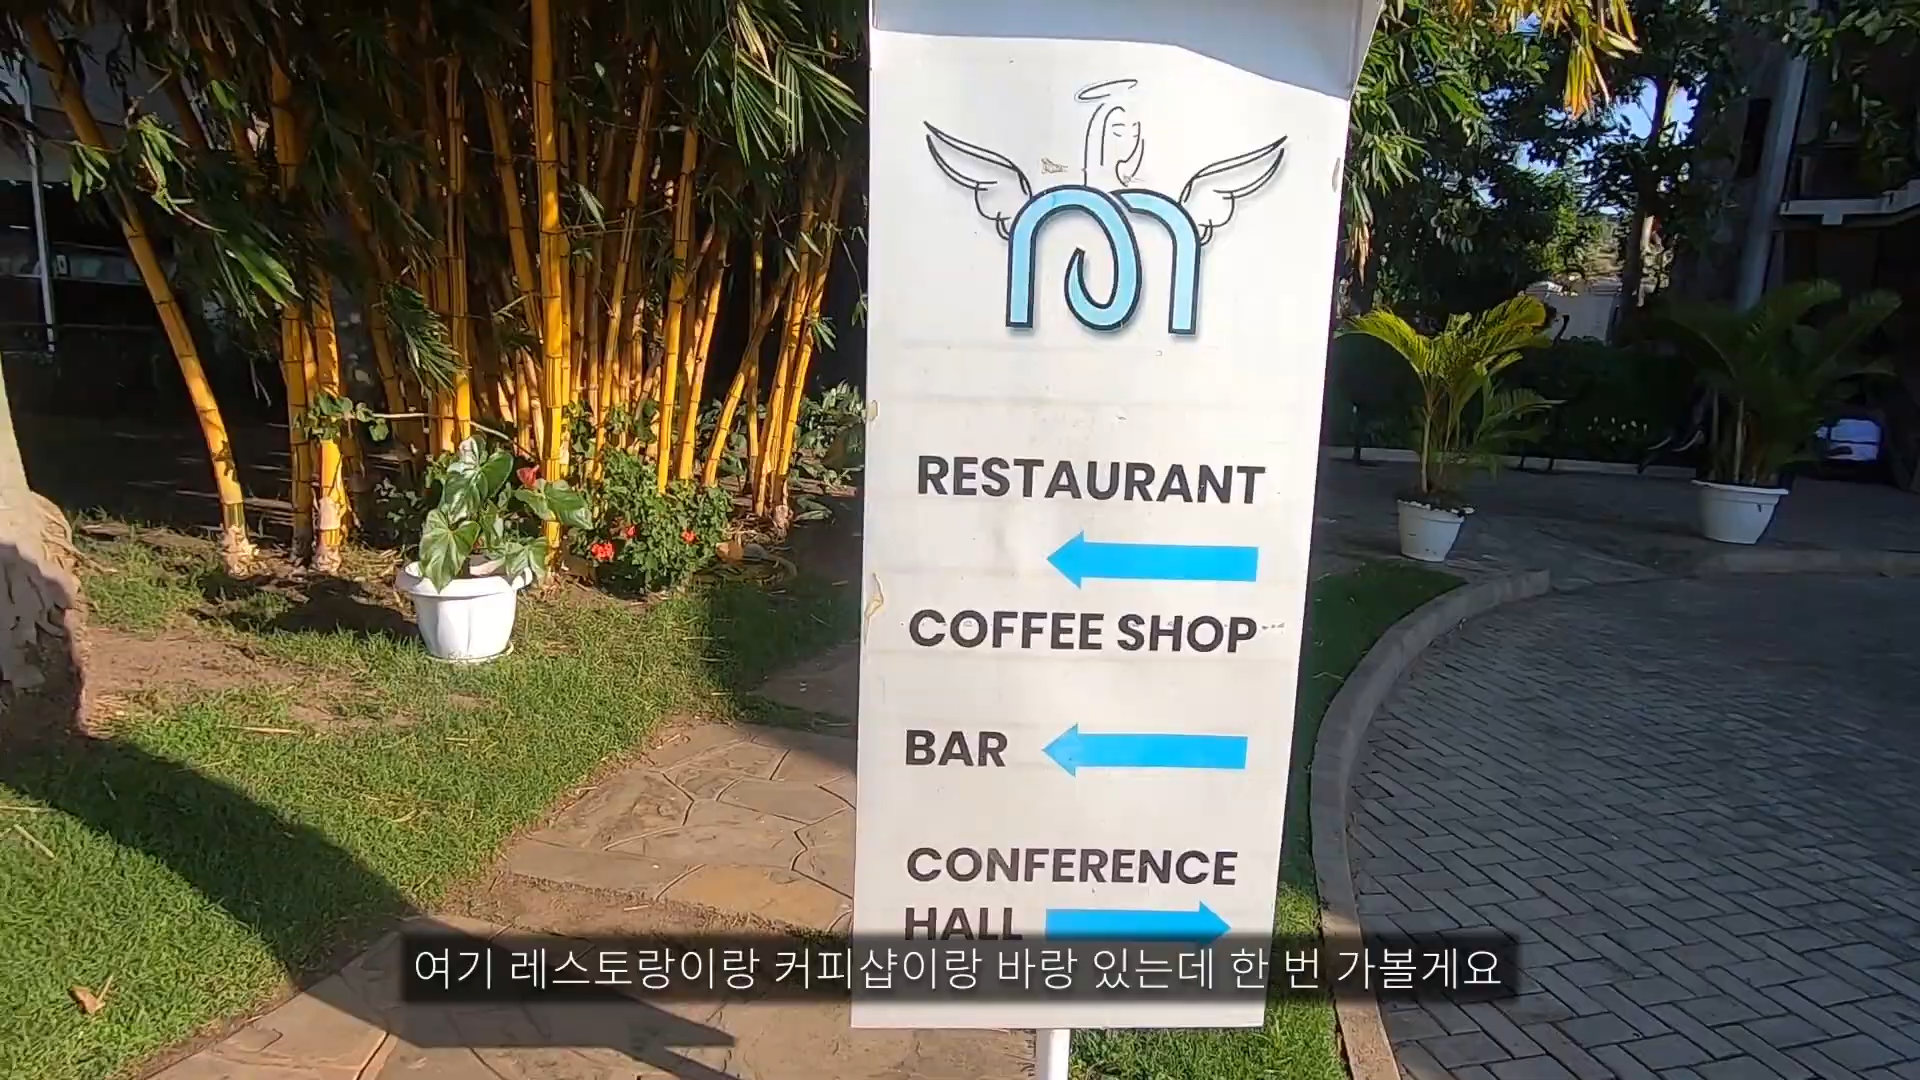 RESTAURANT
COFFEE SHOP
BAR
CONFERENCE
HALL
여기 레스토랑이랑 커피샵이랑 바랑 있는데 한 번 가볼게요